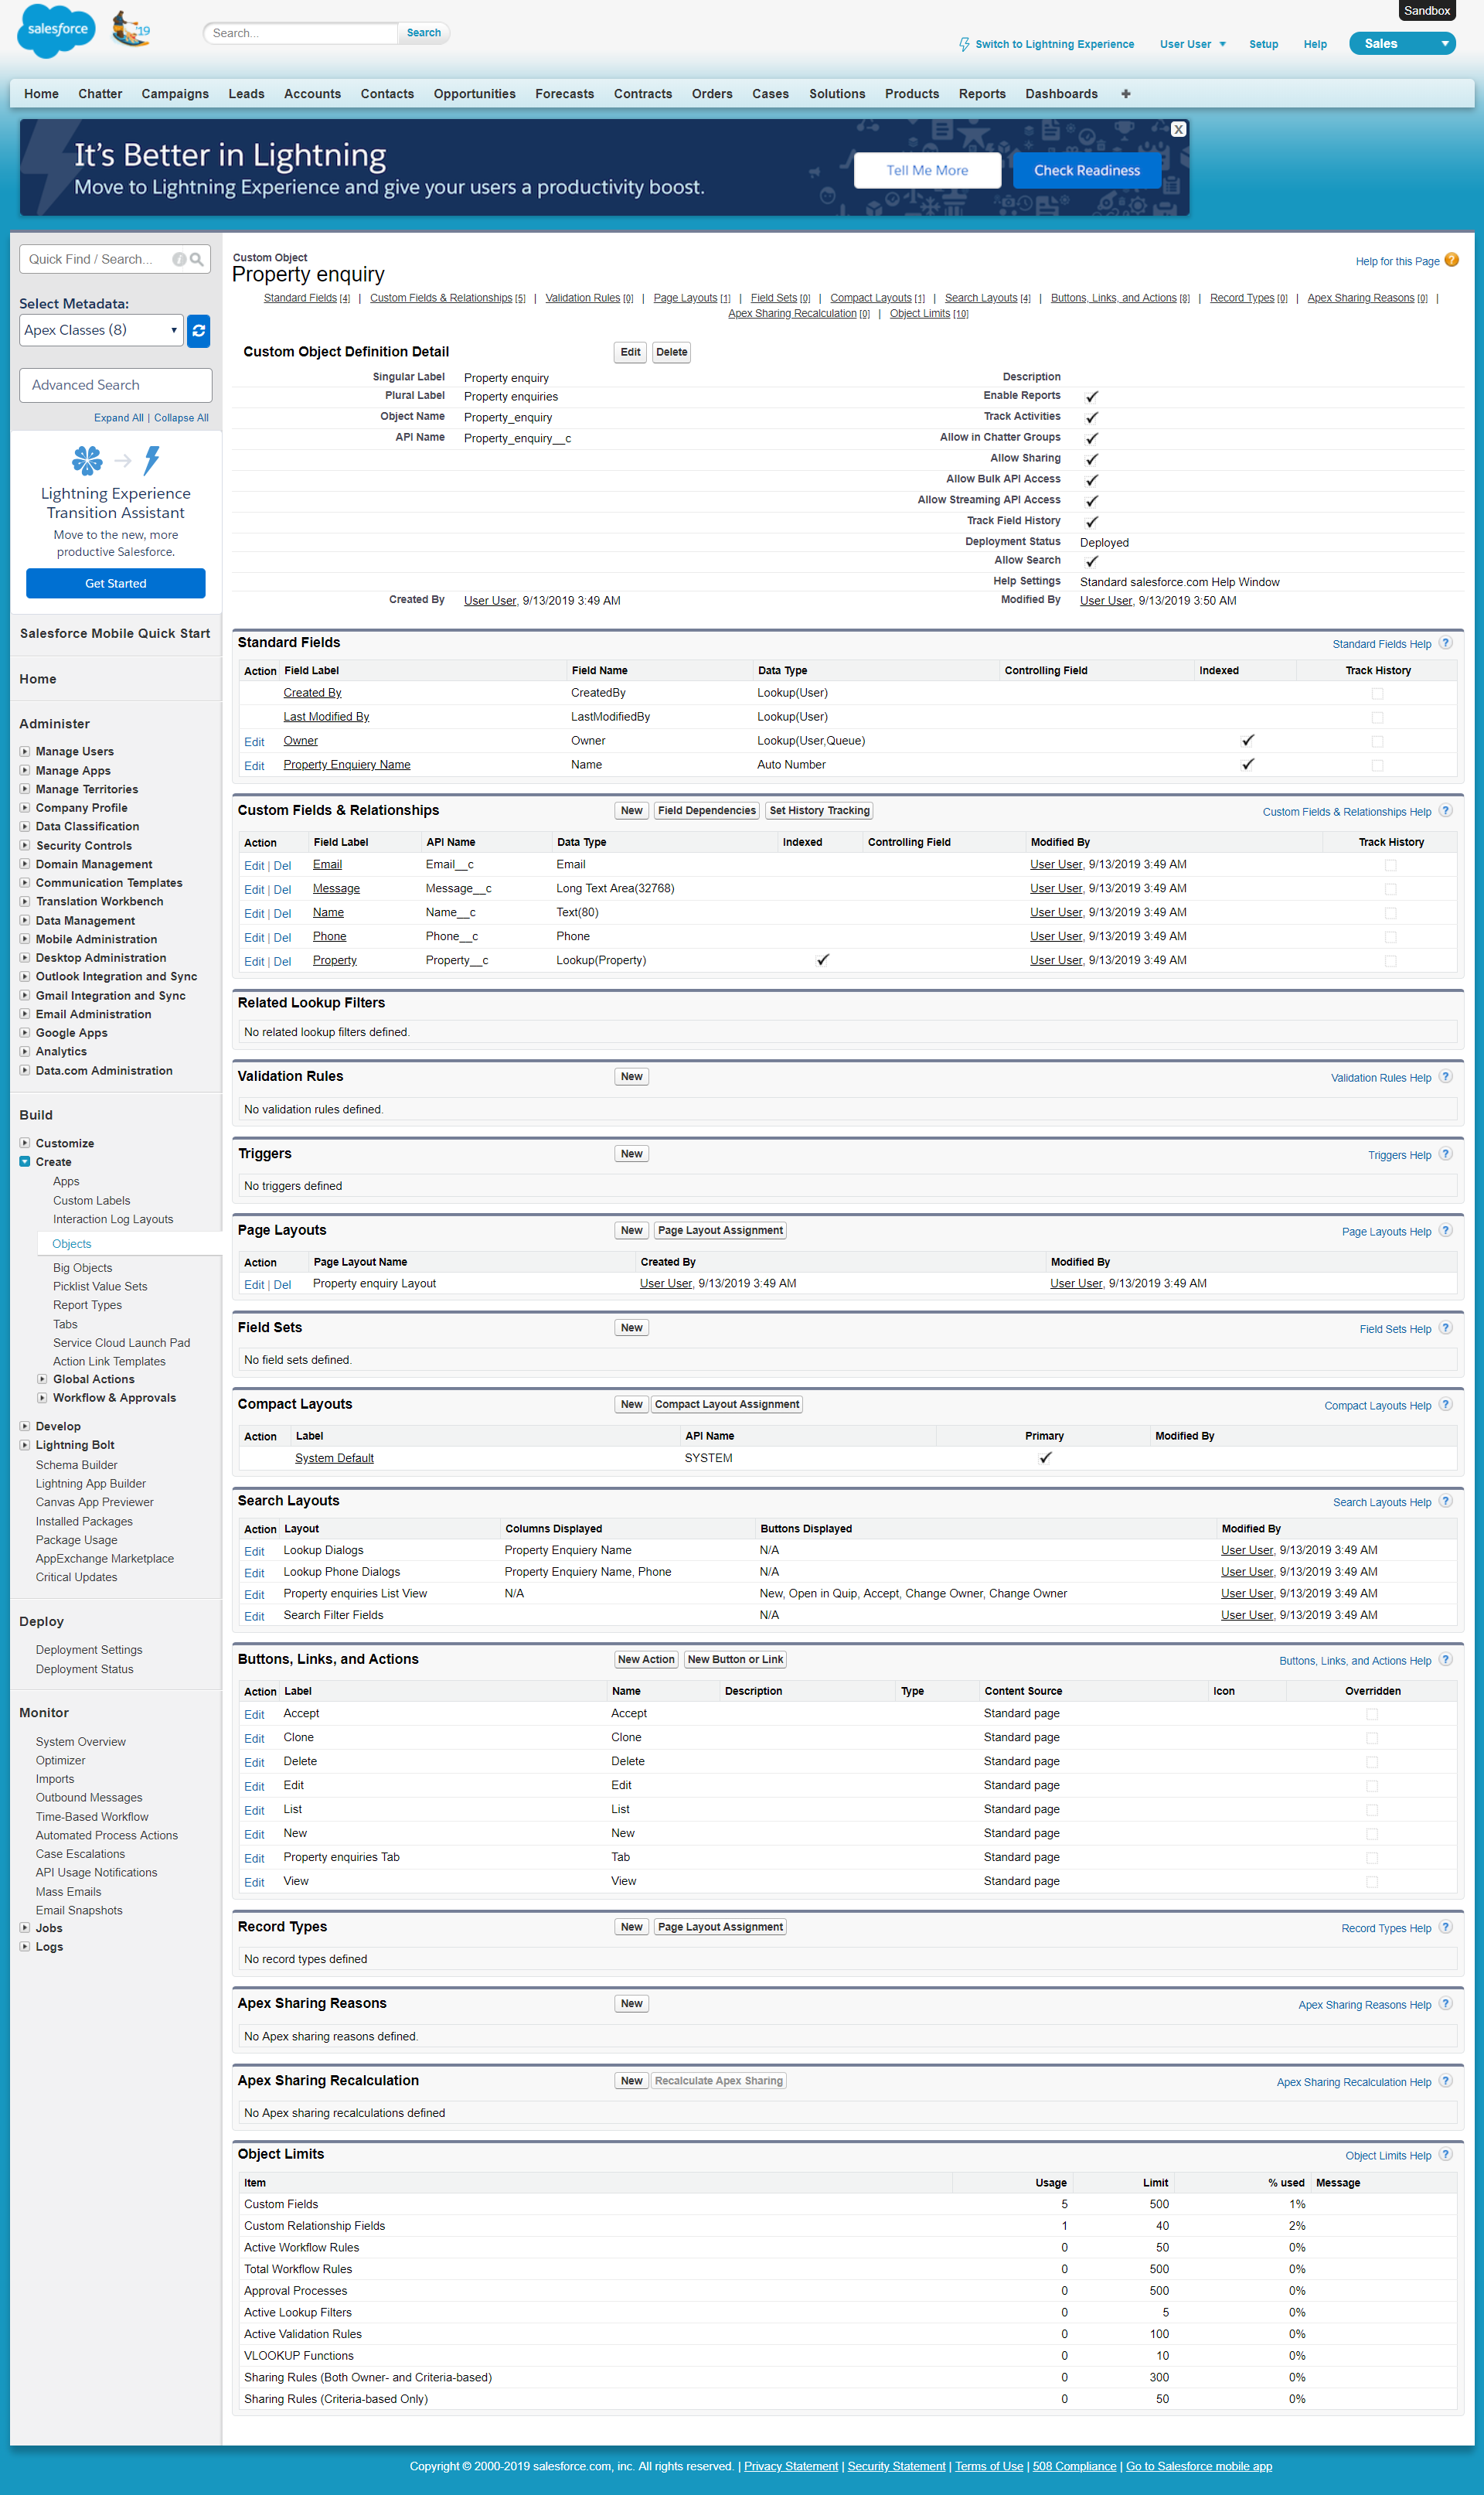 Sandbox
salesforce
'19
Search...
Search
Switch to Lightning Experience
User User
Setup
Help
Sales
Home Chatter Campaigns Leads Accounts Contacts Opportunities Forecasts Contracts Orders Cases Solutions Products Reports Dashboards +
It's Better in Lightning
Move to Lightning Experience and give your users a productivity boost.
Tell Me More
Check Readiness
X
Quick Find / Search...
Select Metadata:
Apex Classes (8)
Advanced Search
Expand All | Collapse All
Lightning Experience
Transition Assistant
Move to the new, more
productive Salesforce.
Get Started
Salesforce Mobile Quick Start
Home
Administer
Manage Users
Manage Apps
Manage Territories
Company Profile
Data Classification
Security Controls
Domain Management
Communication Templates
Translation Workbench
Data Management
Mobile Administration
Desktop Administration
Outlook Integration and Sync
Gmail Integration and Sync
Email Administration
Google Apps
Analytics
Data.com Administration
Build
Customize
Create
Apps
Custom Labels
Interaction Log Layouts
Objects
Big Objects
Picklist Value Sets
Report Types
Tabs
Service Cloud Launch Pad
Action Link Templates
Global Actions
Workflow & Approvals
Develop
Lightning Bolt
Schema Builder
Lightning App Builder
Canvas App Previewer
Installed Packages
Package Usage
AppExchange Marketplace
Critical Updates
Deploy
Deployment Settings
Deployment Status
Monitor
System Overview
Optimizer
Imports
Outbound Messages
Time-Based Workflow
Automated Process Actions
Case Escalations
API Usage Notifications
Mass Emails
Email Snapshots
Jobs
Logs
Custom Object
Property enquiry
Help for this Page
Standard Fields [4] | Custom Fields & Relationships [5] | Validation Rules [0] | Page Layouts [1] | Field Sets [0] | Compact Layouts [1] | Search Layouts [4] | Buttons, Links, and Actions [8] | Record Types [0] | Apex Sharing Reasons [0] |
Apex Sharing Recalculation [0] | Object Limits [10]
Custom Object Definition Detail Edit Delete
Singular Label Property enquiry Description
Plural Label Property enquiries Enable Reports
Object Name Property_enquiry Track Activities
API Name Property_enquiry__c Allow in Chatter Groups
Allow Sharing
Allow Bulk API Access
Allow Streaming API Access
Track Field History
Deployment Status Deployed
Allow Search
Help Settings Standard salesforce.com Help Window
Created By User User, 9/13/2019 3:49 AM Modified By User User, 9/13/2019 3:50 AM
Standard Fields Standard Fields Help ?
Action Field Label Field Name Data Type Controlling Field Indexed Track History
Created By CreatedBy Lookup(User)
Last Modified By LastModifiedBy Lookup(User)
Edit Owner Owner Lookup(User,Queue)
Edit Property Enquiery Name Name Auto Number
Custom Fields & Relationships New Field Dependencies Set History Tracking Custom Fields & Relationships Help ?
Action Field Label API Name Data Type Indexed Controlling Field Modified By Track History
Edit | Del Email Email__c Email User User, 9/13/2019 3:49 AM
Edit | Del Message Message__c Long Text Area(32768) User User, 9/13/2019 3:49 AM
Edit | Del Name Name__c Text(80) User User, 9/13/2019 3:49 AM
Edit | Del Phone Phone__c Phone User User, 9/13/2019 3:49 AM
Edit | Del Property Property__c Lookup(Property) User User, 9/13/2019 3:49 AM
Related Lookup Filters
No related lookup filters defined.
Validation Rules New Validation Rules Help ?
No validation rules defined.
Triggers New Triggers Help ?
No triggers defined
Page Layouts New Page Layout Assignment Page Layouts Help ?
Action Page Layout Name Created By Modified By
Edit | Del Property enquiry Layout User User, 9/13/2019 3:49 AM User User, 9/13/2019 3:49 AM
Field Sets New Field Sets Help ?
No field sets defined.
Compact Layouts New Compact Layout Assignment Compact Layouts Help ?
Action Label API Name Primary Modified By
System Default SYSTEM
Search Layouts Search Layouts Help ?
Action Layout Columns Displayed Buttons Displayed Modified By
Edit Lookup Dialogs Property Enquiery Name N/A User User, 9/13/2019 3:49 AM
Edit Lookup Phone Dialogs Property Enquiery Name, Phone N/A User User, 9/13/2019 3:49 AM
Edit Property enquiries List View N/A New, Open in Quip, Accept, Change Owner, Change Owner User User, 9/13/2019 3:49 AM
Edit Search Filter Fields N/A User User, 9/13/2019 3:49 AM
Buttons, Links, and Actions New Action New Button or Link Buttons, Links, and Actions Help ?
Action Label Name Description Type Content Source Icon Overridden
Edit Accept Accept Standard page
Edit Clone Clone Standard page
Edit Delete Delete Standard page
Edit Edit Edit Standard page
Edit List List Standard page
Edit New New Standard page
Edit Property enquiries Tab Tab Standard page
Edit View View Standard page
Record Types New Page Layout Assignment Record Types Help ?
No record types defined
Apex Sharing Reasons New Apex Sharing Reasons Help ?
No Apex sharing reasons defined.
Apex Sharing Recalculation New Recalculate Apex Sharing Apex Sharing Recalculation Help ?
No Apex sharing recalculations defined
Object Limits Object Limits Help ?
Item Usage Limit % used Message
Custom Fields 5 500 1%
Custom Relationship Fields 1 40 2%
Active Workflow Rules 0 50 0%
Total Workflow Rules 0 500 0%
Approval Processes 0 500 0%
Active Lookup Filters 0 5 0%
Active Validation Rules 0 100 0%
VLOOKUP Functions 0 10 0%
Sharing Rules (Both Owner- and Criteria-based) 0 300 0%
Sharing Rules (Criteria-based Only) 0 50 0%
Copyright © 2000-2019 salesforce.com, inc. All rights reserved. | Privacy Statement | Security Statement | Terms of Use | 508 Compliance | Go to Salesforce mobile app